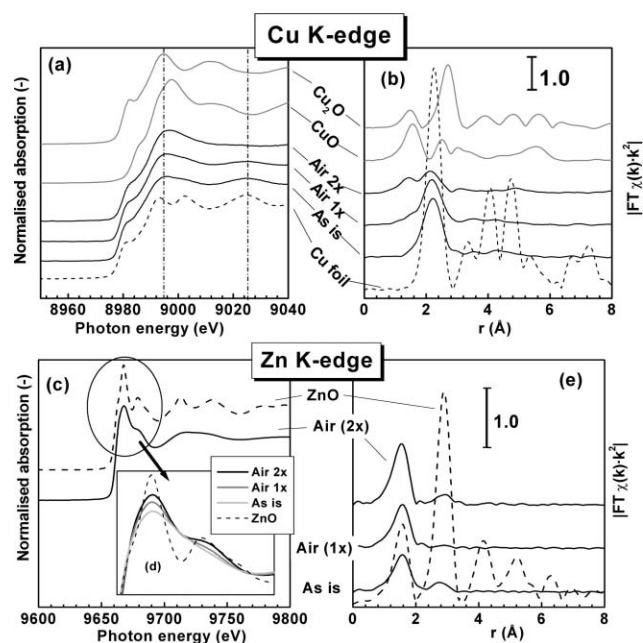 Cu K-edge
(a)
Normalised absorption (-)
8960 8980 9000 9020 9040
Photon energy (eV)
Cu₂O
CuO
Air 2x
Air 1x
As is
Cu foil
(b)
1.0
|FT χ(k)·k²|
0 2 4 6 8
r (Å)
Zn K-edge
(c)
Normalised absorption (-)
9600 9650 9700 9750 9800
Photon energy (eV)
Air 2x
Air 1x
As is
ZnO
(d)
ZnO
Air (2x)
Air (1x)
As is
(e)
1.0
|FT χ(k)·k²|
0 2 4 6 8
r (Å)